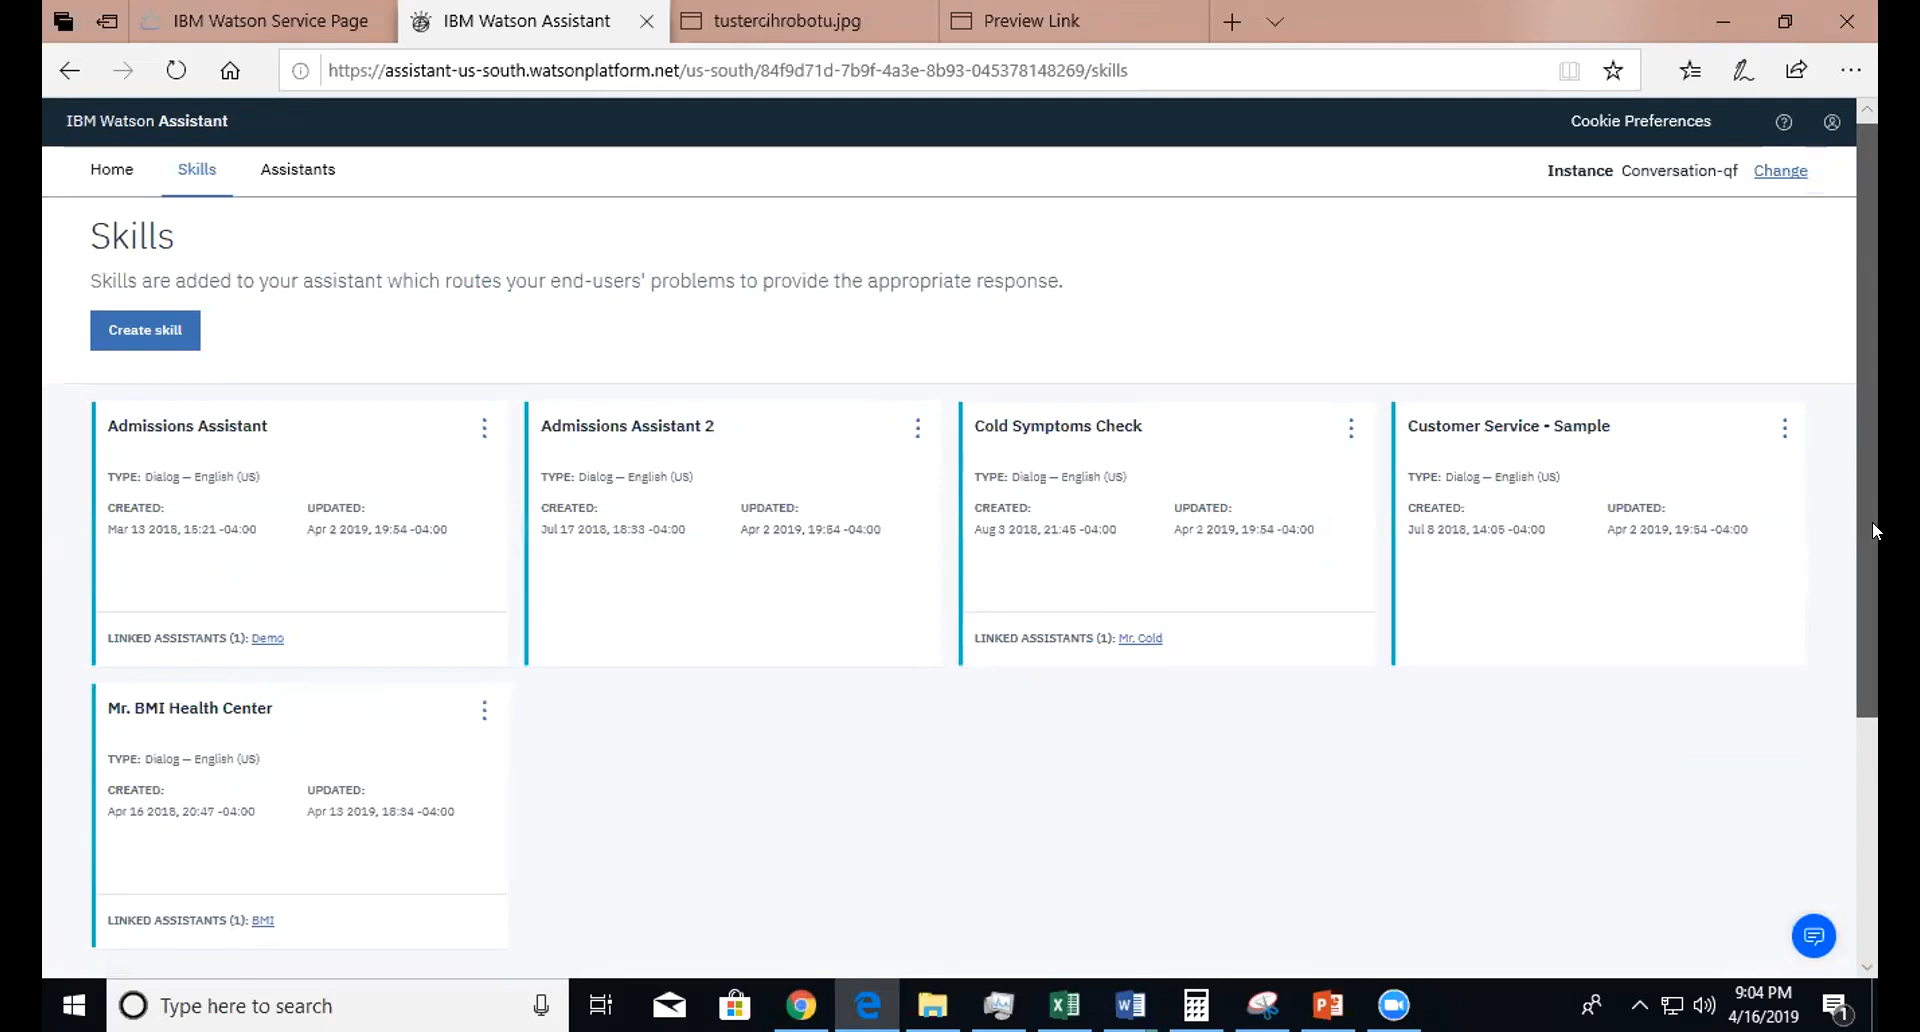 IBM Watson Service Page
IBM Watson Assistant
tustercihrobotu.jpg
Preview Link
https://assistant-us-south.watsonplatform.net/us-south/84f9d71d-7b9f-4a3e-8b93-045378148269/skills
IBM Watson Assistant
Cookie Preferences
Home
Skills
Assistants
Instance Conversation-qf Change
Skills
Skills are added to your assistant which routes your end-users' problems to provide the appropriate response.
Create skill
Admissions Assistant
TYPE: Dialog — English (US)
CREATED:
UPDATED:
Mar 13 2018, 15:21 -04:00
Apr 2 2019, 19:54 -04:00
LINKED ASSISTANTS (1): Demo
Admissions Assistant 2
TYPE: Dialog — English (US)
CREATED:
UPDATED:
Jul 17 2018, 18:33 -04:00
Apr 2 2019, 19:54 -04:00
Cold Symptoms Check
TYPE: Dialog — English (US)
CREATED:
UPDATED:
Aug 3 2018, 21:45 -04:00
Apr 2 2019, 19:54 -04:00
LINKED ASSISTANTS (1): Mr. Cold
Customer Service - Sample
TYPE: Dialog — English (US)
CREATED:
UPDATED:
Jul 8 2018, 14:05 -04:00
Apr 2 2019, 19:54 -04:00
Mr. BMI Health Center
TYPE: Dialog — English (US)
CREATED:
UPDATED:
Apr 16 2018, 20:47 -04:00
Apr 13 2019, 18:34 -04:00
LINKED ASSISTANTS (1): BMI
Type here to search
9:04 PM
4/16/2019
1